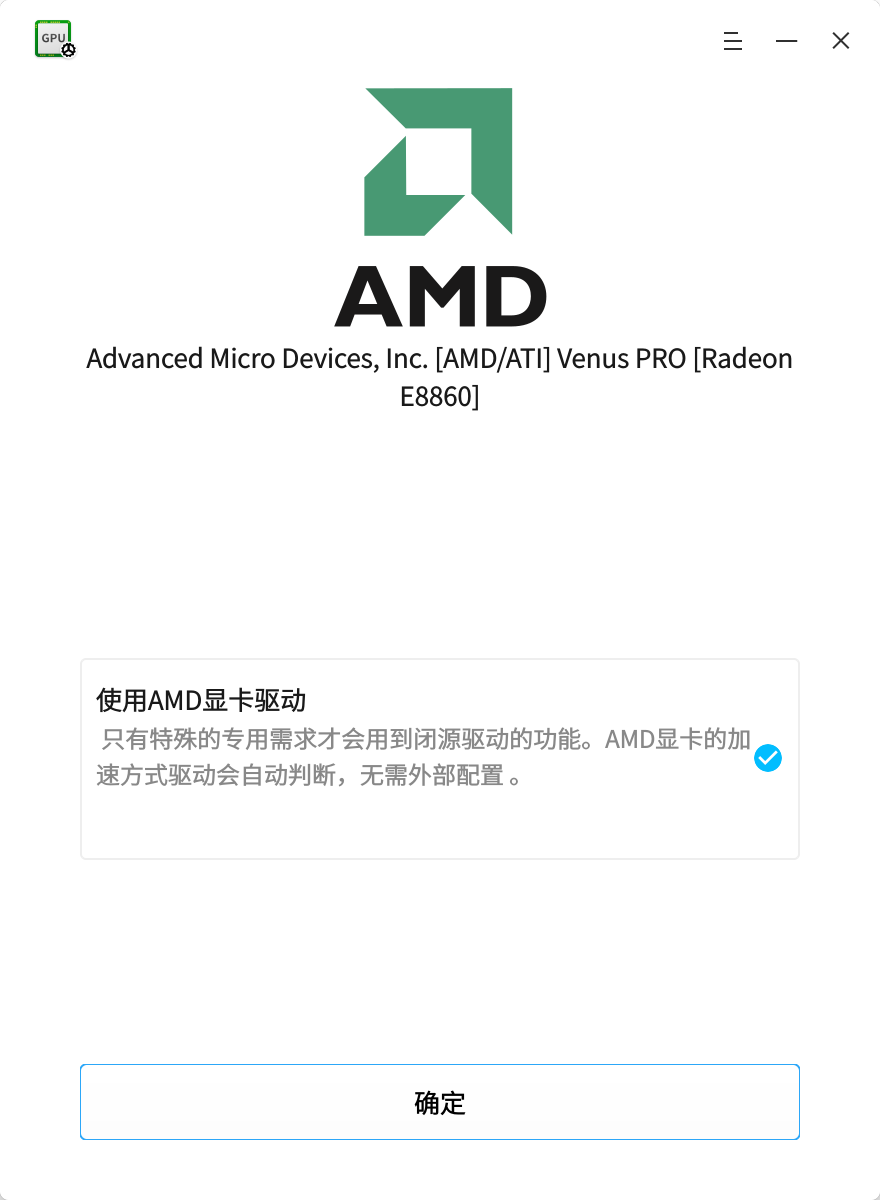 GPU
AMD
Advanced Micro Devices, Inc. [AMD/ATI] Venus PRO [Radeon
E8860]
使用AMD显卡驱动
只有特殊的专用需求才会用到闭源驱动的功能。AMD显卡的加
速方式驱动会自动判断，无需外部配置 。
确定